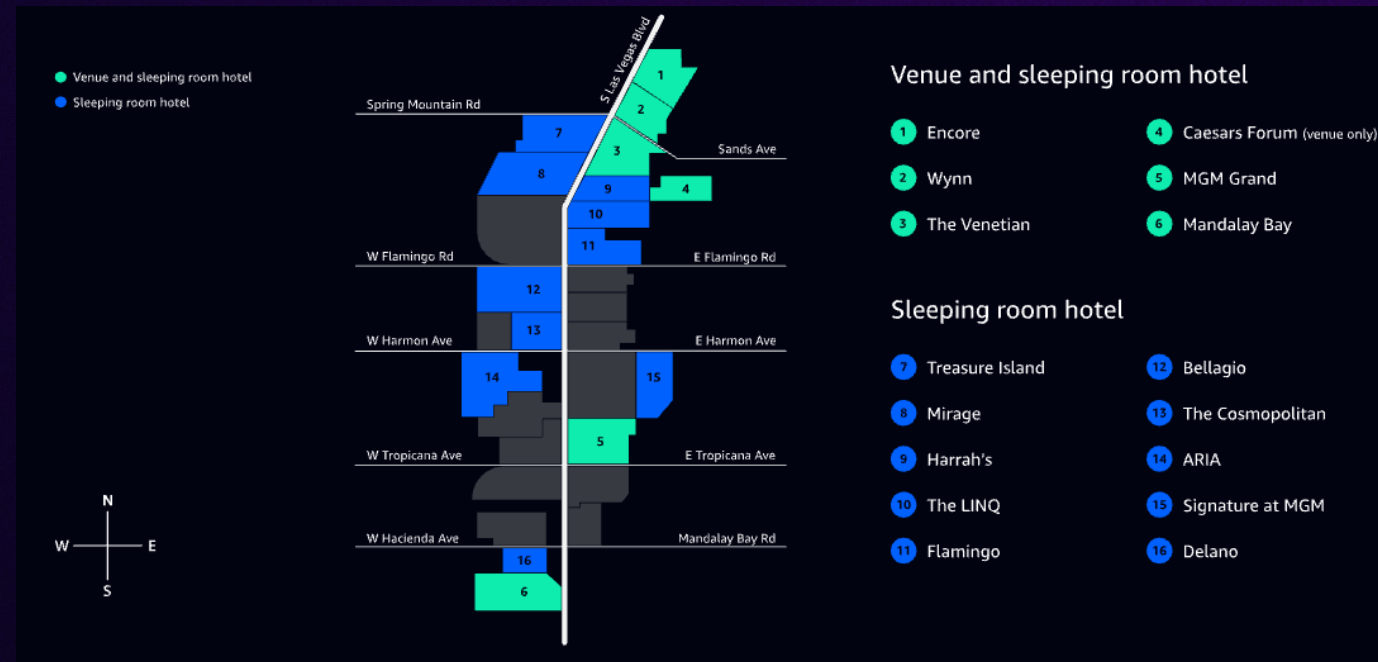 Venue and sleeping room hotel
Sleeping room hotel
S Las Vegas Blvd
Spring Mountain Rd
Sands Ave
W Flamingo Rd
E Flamingo Rd
W Harmon Ave
E Harmon Ave
W Tropicana Ave
E Tropicana Ave
W Hacienda Ave
Mandalay Bay Rd
1
2
3
7
8
9
4
10
11
12
13
14
15
5
16
6
N
W
E
S
Venue and sleeping room hotel
1 Encore
2 Wynn
3 The Venetian
4 Caesars Forum (venue only)
5 MGM Grand
6 Mandalay Bay
Sleeping room hotel
7 Treasure Island
8 Mirage
9 Harrah's
10 The LINQ
11 Flamingo
12 Bellagio
13 The Cosmopolitan
14 ARIA
15 Signature at MGM
16 Delano